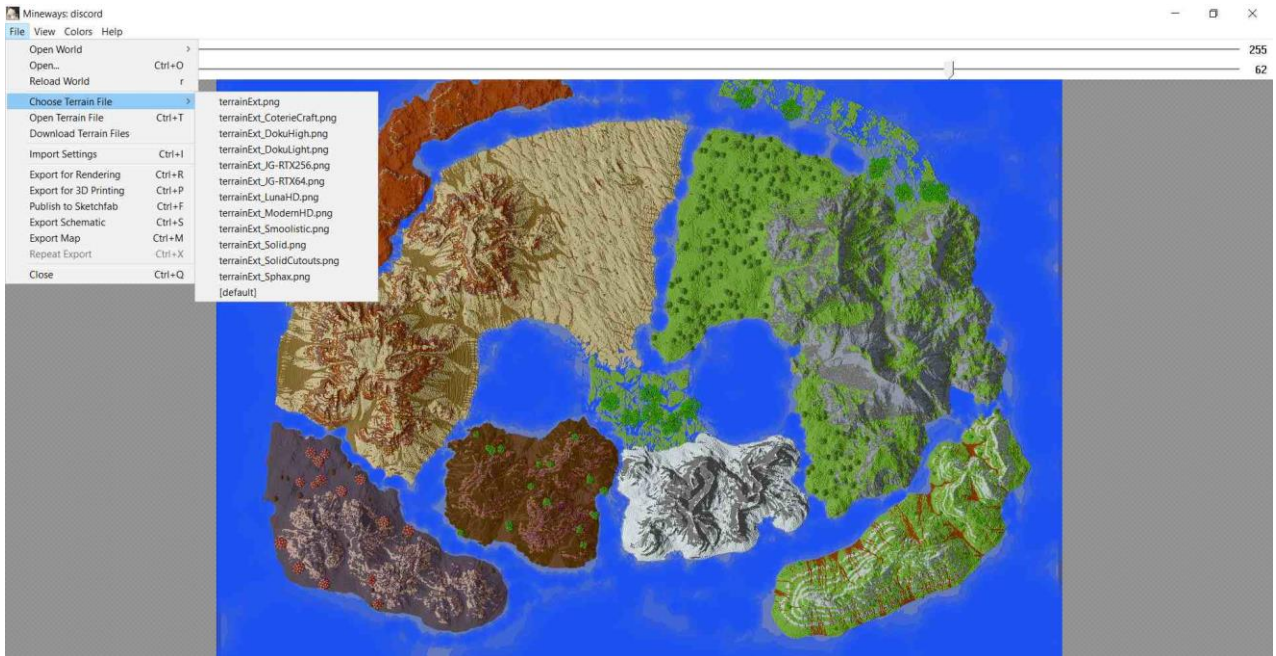 Mineways: discord
File View Colors Help
Open World
255
Open... Ctrl+O
62
Reload World r
Choose Terrain File
Open Terrain File Ctrl+T
Download Terrain Files
Import Settings Ctrl+I
Export for Rendering Ctrl+R
Export for 3D Printing Ctrl+P
Publish to Sketchfab Ctrl+F
Export Schematic Ctrl+S
Export Map Ctrl+M
Repeat Export Ctrl+X
Close Ctrl+Q
terrainExt.png
terrainExt_CoterieCraft.png
terrainExt_DokuHigh.png
terrainExt_DokuLight.png
terrainExt_JG-RTX256.png
terrainExt_JG-RTX64.png
terrainExt_LunaHD.png
terrainExt_ModernHD.png
terrainExt_Smoolistic.png
terrainExt_Solid.png
terrainExt_SolidCutouts.png
terrainExt_Sphax.png
[default]